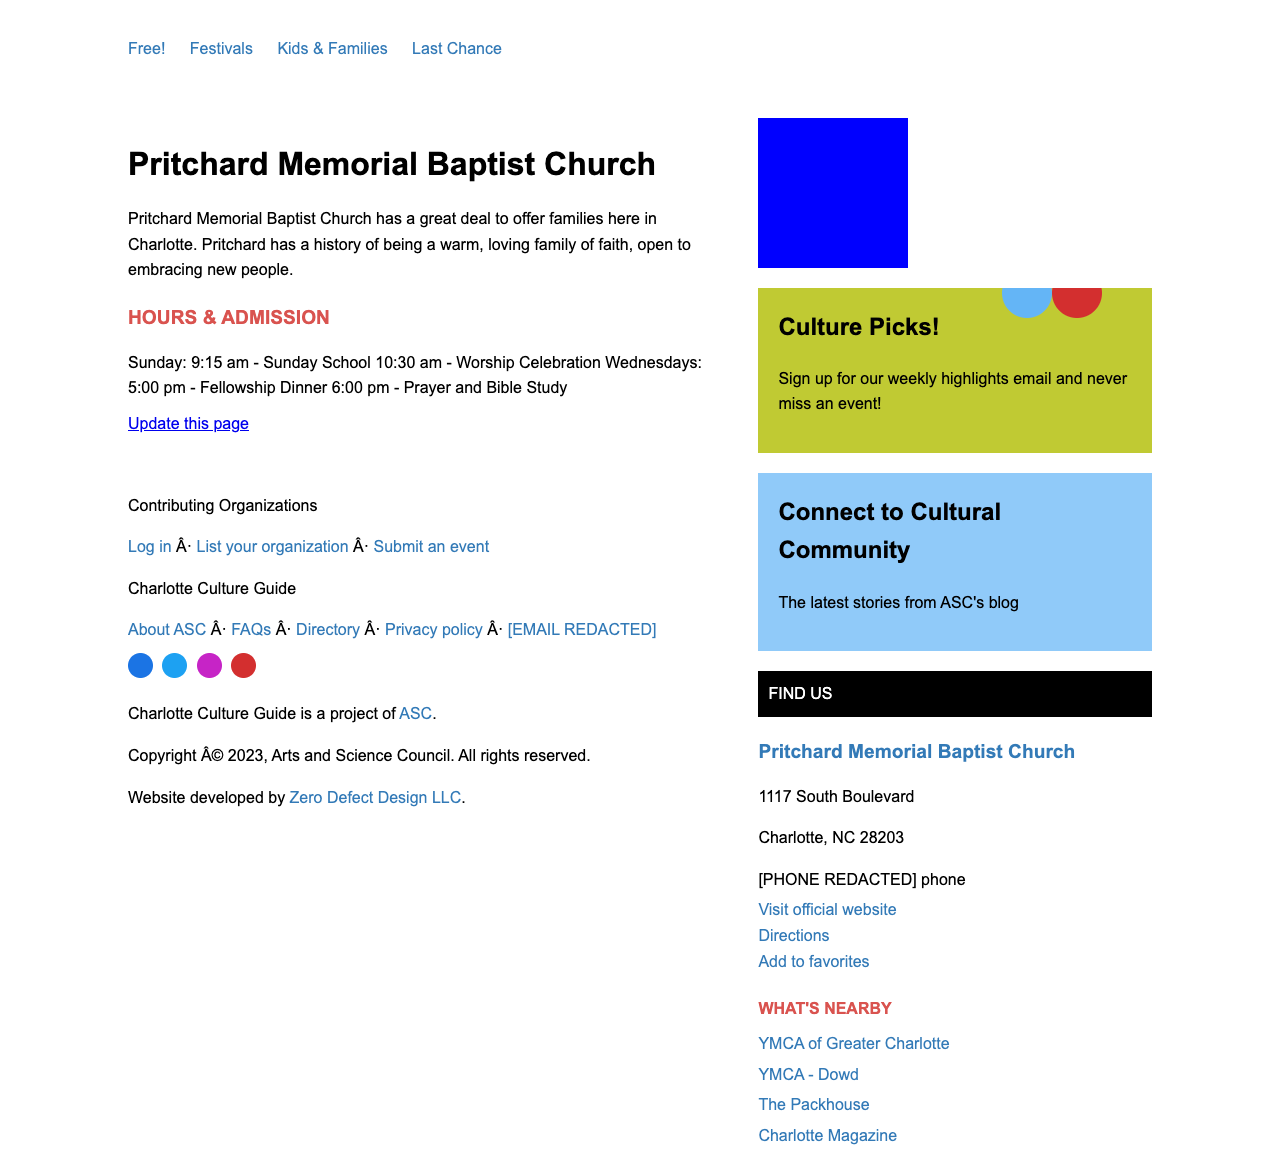 Free! Festivals Kids & Families Last Chance
Pritchard Memorial Baptist Church
Pritchard Memorial Baptist Church has a great deal to offer families here in
Charlotte. Pritchard has a history of being a warm, loving family of faith, open to
embracing new people.
HOURS & ADMISSION
Sunday: 9:15 am - Sunday School 10:30 am - Worship Celebration Wednesdays:
5:00 pm - Fellowship Dinner 6:00 pm - Prayer and Bible Study
Update this page
Contributing Organizations
Log in Â· List your organization Â· Submit an event
Charlotte Culture Guide
About ASC Â· FAQs Â· Directory Â· Privacy policy Â· [EMAIL REDACTED]
Charlotte Culture Guide is a project of ASC.
Copyright Â© 2023, Arts and Science Council. All rights reserved.
Website developed by Zero Defect Design LLC.
Culture Picks!
Sign up for our weekly highlights email and never
miss an event!
Connect to Cultural
Community
The latest stories from ASC's blog
FIND US
Pritchard Memorial Baptist Church
1117 South Boulevard
Charlotte, NC 28203
[PHONE REDACTED] phone
Visit official website
Directions
Add to favorites
WHAT'S NEARBY
YMCA of Greater Charlotte
YMCA - Dowd
The Packhouse
Charlotte Magazine